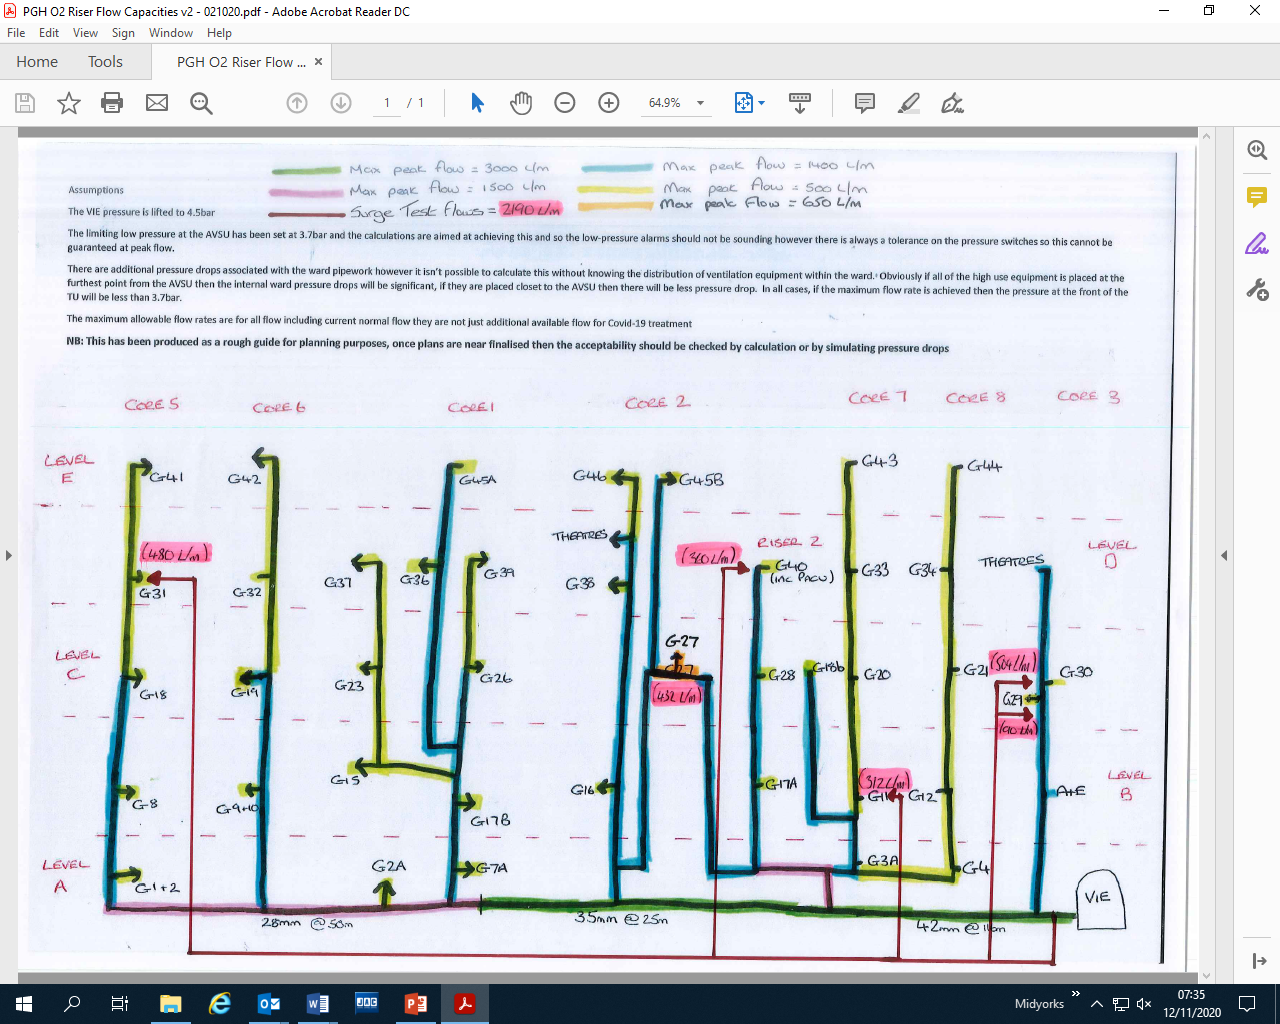 PGH O2 Riser Flow Capacities v2 - 021020.pdf - Adobe Acrobat Reader DC
File Edit View Sign Window Help
Home Tools PGH O2 Riser Flow ... ×
1 / 1 64.9%
Max peak flow = 3000 L/m Max peak flow = 1400 L/m
Assumptions Max peak flow = 1500 L/m Max peak flow = 500 L/m
The VIE pressure is lifted to 4.5bar Surge Test Flows = 2190 L/m Max peak flow = 650 L/m
The limiting low pressure at the AVSU has been set at 3.7bar and the calculations are aimed at achieving this and so the low-pressure alarms should not be sounding however there is always a tolerance on the pressure switches so this cannot be
guaranteed at peak flow.
There are additional pressure drops associated with the ward pipework however it isn't possible to calculate this without knowing the distribution of ventilation equipment within the ward. Obviously if all of the high use equipment is placed at the
furthest point from the AVSU then the internal ward pressure drops will be significant, if they are placed closet to the AVSU then there will be less pressure drop. In all cases, if the maximum flow rate is achieved then the pressure at the front of the
TU will be less than 3.7bar.
The maximum allowable flow rates are for all flow including current normal flow they are not just additional available flow for Covid-19 treatment
NB: This has been produced as a rough guide for planning purposes, once plans are near finalised then the acceptability should be checked by calculation or by simulating pressure drops
CORE 5 CORE 6 CORE 1 CORE 2 CORE 7 CORE 8 CORE 3
LEVEL E
G41 G42 G45A G46 G45B G43 G44
THEATRES
LEVEL D
(480 L/m) RISER 2
G31 G32 G37 G36 G39 G38 G40 (inc PACU) G33 G34 THEATRES
LEVEL C
G27
G18 G19 G23 G26 G27 (432 L/m) G28 G18b G20 G21 (504 L/m) G30
G29
(90 L/m)
LEVEL B
G8 G9+10 G15 G17B G16 G17A (312 L/m) G12 A+E
LEVEL A
G1+2 G2A G7A G3A G4
VIE
28mm @ 50m 35mm @ 25m 42mm @
Midyorks
07:35
12/11/2020